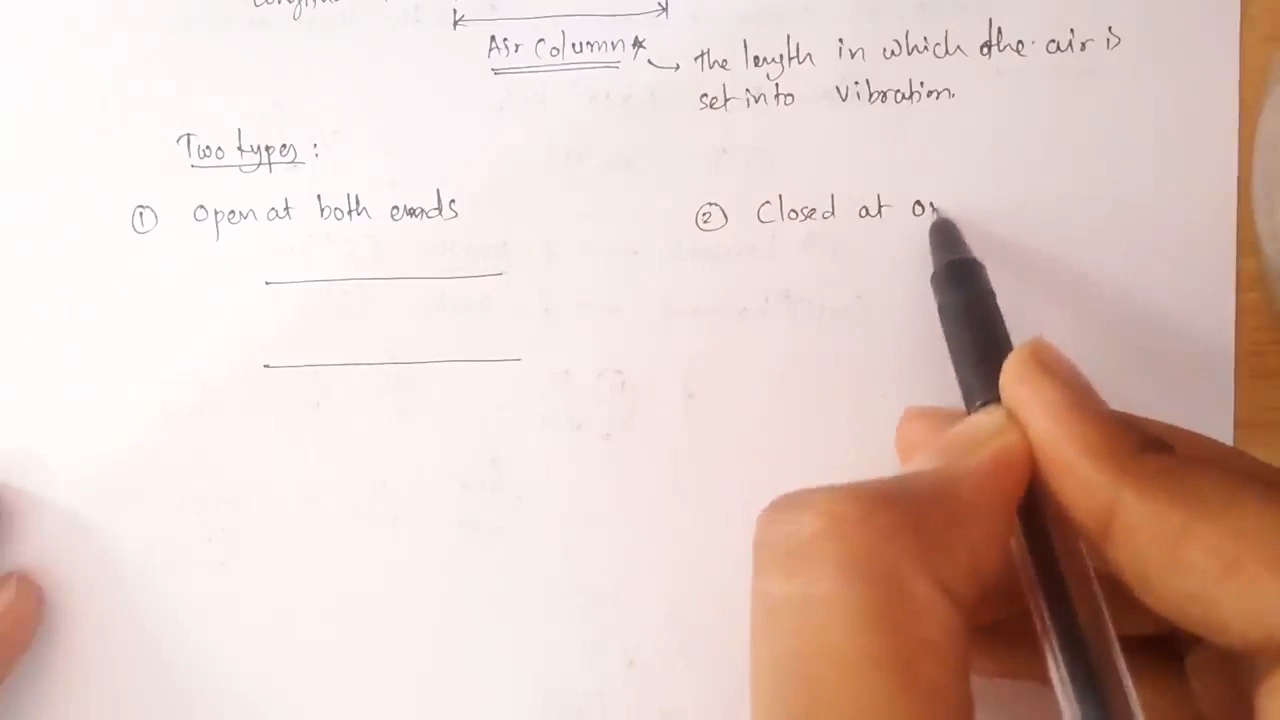 Air Column
the length in which the air is
set into vibration.
Two types :
① Open at both ends
② Closed at on